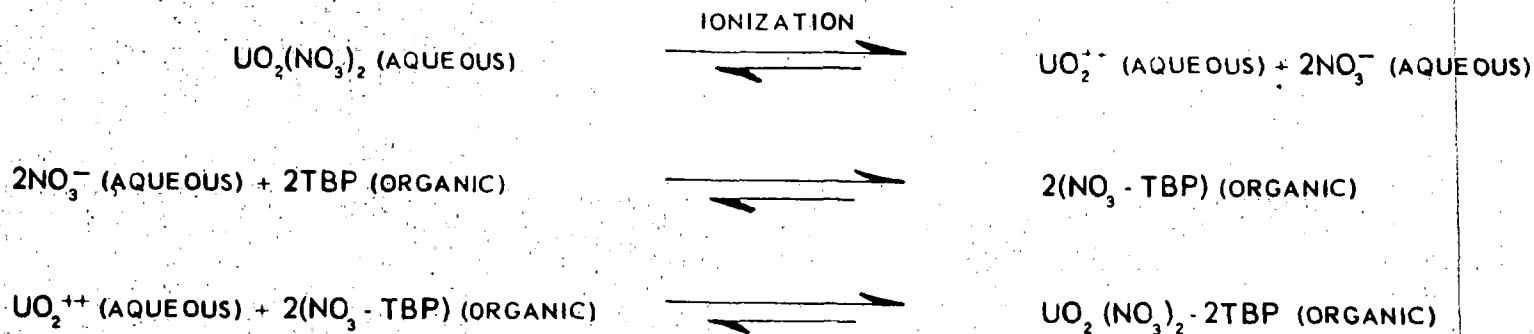 IONIZATION
UO₂(NO₃)₂ (AQUEOUS) ⇌ UO₂⁺⁺ (AQUEOUS) + 2NO₃⁻ (AQUEOUS)
2NO₃⁻ (AQUEOUS) + 2TBP (ORGANIC) ⇌ 2(NO₃ - TBP) (ORGANIC)
UO₂⁺⁺ (AQUEOUS) + 2(NO₃ - TBP) (ORGANIC) ⇌ UO₂ (NO₃)₂ - 2TBP (ORGANIC)